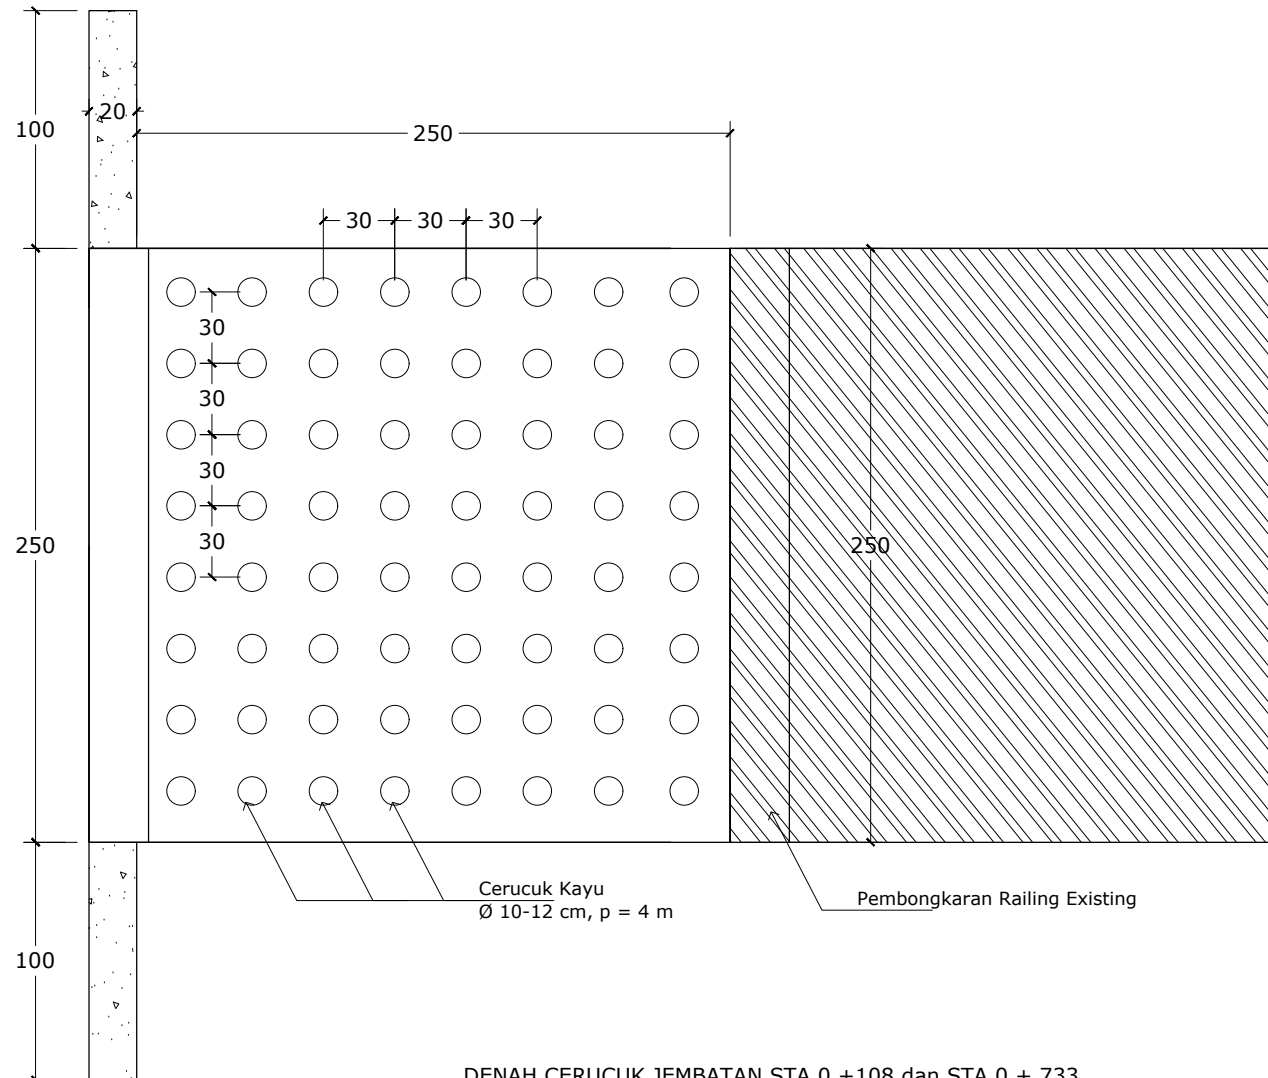 20
100
250
30 30 30
30
30
30
30
250
250
Cerucuk Kayu
Ø 10-12 cm, p = 4 m
Pembongkaran Railing Existing
100
DENAH CERUCUK JEMBATAN STA 0 +108 dan STA 0 + 733